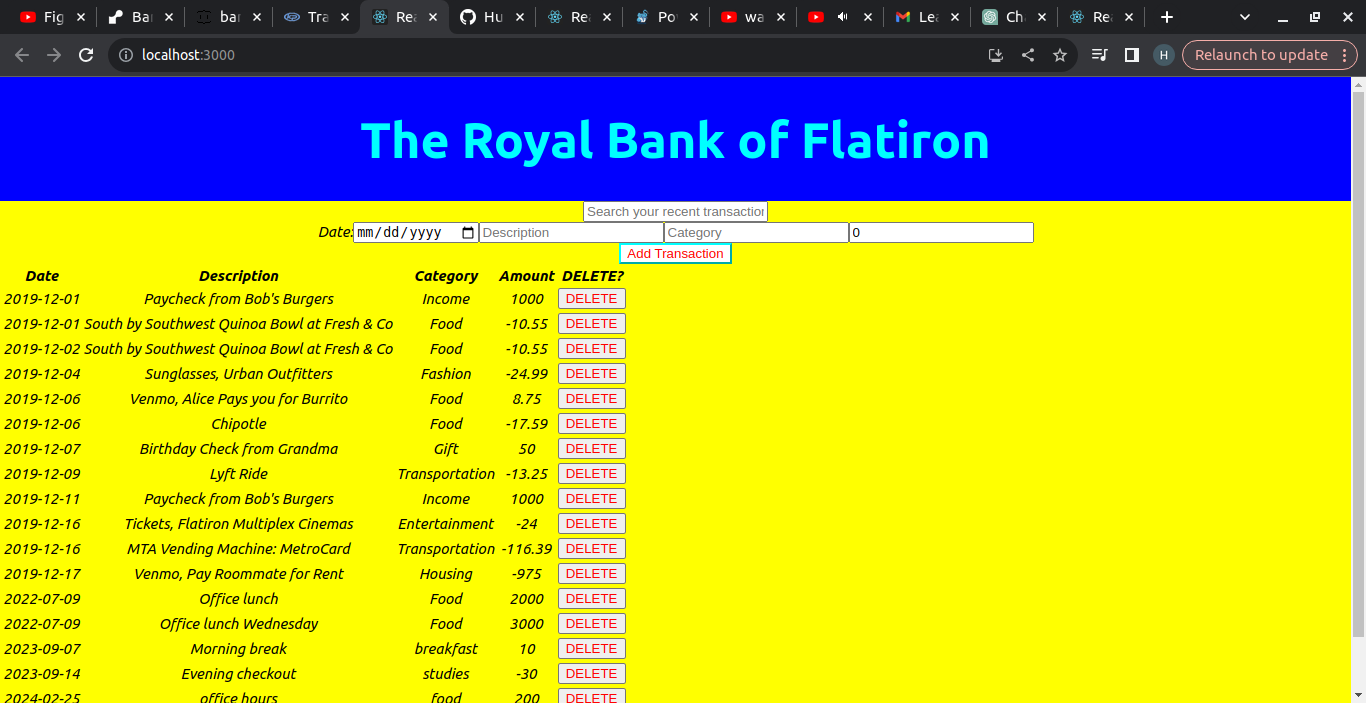 Fig Ba bar Tra Rea Hu Rea Po wa Le Ch Rea
localhost:3000 H Relaunch to update
The Royal Bank of Flatiron
Search your recent transaction
Date: mm/dd/yyyy Description Category 0
Add Transaction
Date Description Category Amount DELETE?
2019-12-01 Paycheck from Bob's Burgers Income 1000 DELETE
2019-12-01 South by Southwest Quinoa Bowl at Fresh & Co Food -10.55 DELETE
2019-12-02 South by Southwest Quinoa Bowl at Fresh & Co Food -10.55 DELETE
2019-12-04 Sunglasses, Urban Outfitters Fashion -24.99 DELETE
2019-12-06 Venmo, Alice Pays you for Burrito Food 8.75 DELETE
2019-12-06 Chipotle Food -17.59 DELETE
2019-12-07 Birthday Check from Grandma Gift 50 DELETE
2019-12-09 Lyft Ride Transportation -13.25 DELETE
2019-12-11 Paycheck from Bob's Burgers Income 1000 DELETE
2019-12-16 Tickets, Flatiron Multiplex Cinemas Entertainment -24 DELETE
2019-12-16 MTA Vending Machine: MetroCard Transportation -116.39 DELETE
2019-12-17 Venmo, Pay Roommate for Rent Housing -975 DELETE
2022-07-09 Office lunch Food 2000 DELETE
2022-07-09 Office lunch Wednesday Food 3000 DELETE
2023-09-07 Morning break breakfast 10 DELETE
2023-09-14 Evening checkout studies -30 DELETE
2024-02-25 office hours food 200 DELETE